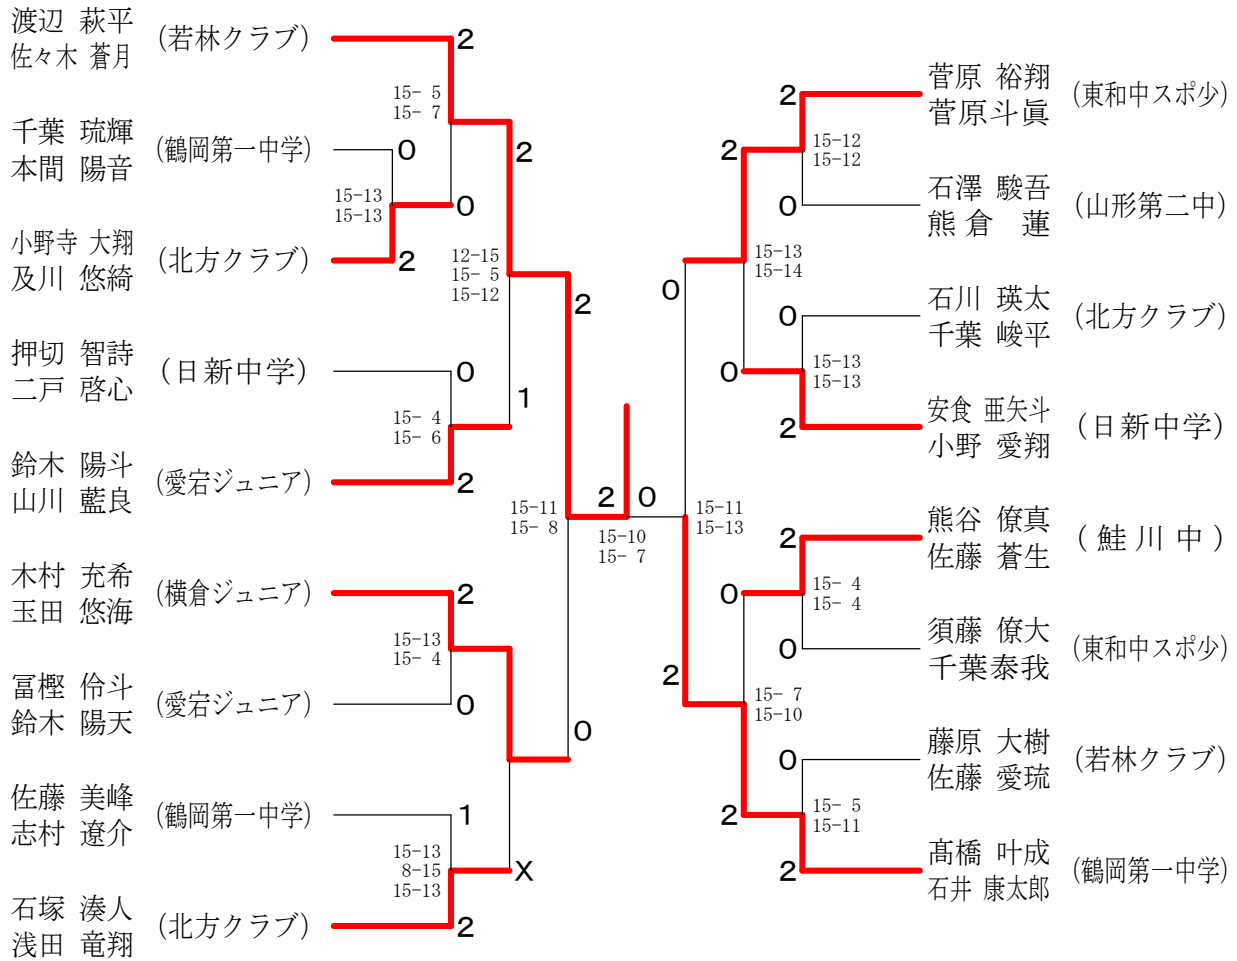 渡辺 萩平
佐々木 蒼月
(若林クラブ)
2
15- 5
15- 7
千葉 琉輝
本間 陽音
(鶴岡第一中学)
0
15-13
15-13
0
小野寺 大翔
及川 悠綺
(北方クラブ)
2
2
12-15
15- 5
15-12
押切 智詩
二戸 啓心
(日新中学)
0
15- 4
15- 6
1
鈴木 陽斗
山川 藍良
(愛宕ジュニア)
2
2
15-11
15- 8
木村 充希
玉田 悠海
(横倉ジュニア)
2
15-13
15- 4
冨樫 伶斗
鈴木 陽天
(愛宕ジュニア)
0
0
佐藤 美峰
志村 遼介
(鶴岡第一中学)
1
15-13
8-15
15-13
X
石塚 湊人
浅田 竜翔
(北方クラブ)
2
2 0
15-10
15- 7
菅原 裕翔
菅原斗眞
(東和中スポ少)
2
15-12
15-12
2
石澤 駿吾
熊倉 蓮
(山形第二中)
0
15-13
15-14
0
石川 瑛太
千葉 峻平
(北方クラブ)
0
15-13
15-13
0
安食 亜矢斗
小野 愛翔
(日新中学)
2
15-11
15-13
熊谷 僚真
佐藤 蒼生
(鮭川中)
2
15- 4
15- 4
0
須藤 僚大
千葉泰我
(東和中スポ少)
0
2
15- 7
15-10
藤原 大樹
佐藤 愛琉
(若林クラブ)
0
15- 5
15-11
2
髙橋 叶成
石井 康太郎
(鶴岡第一中学)
2